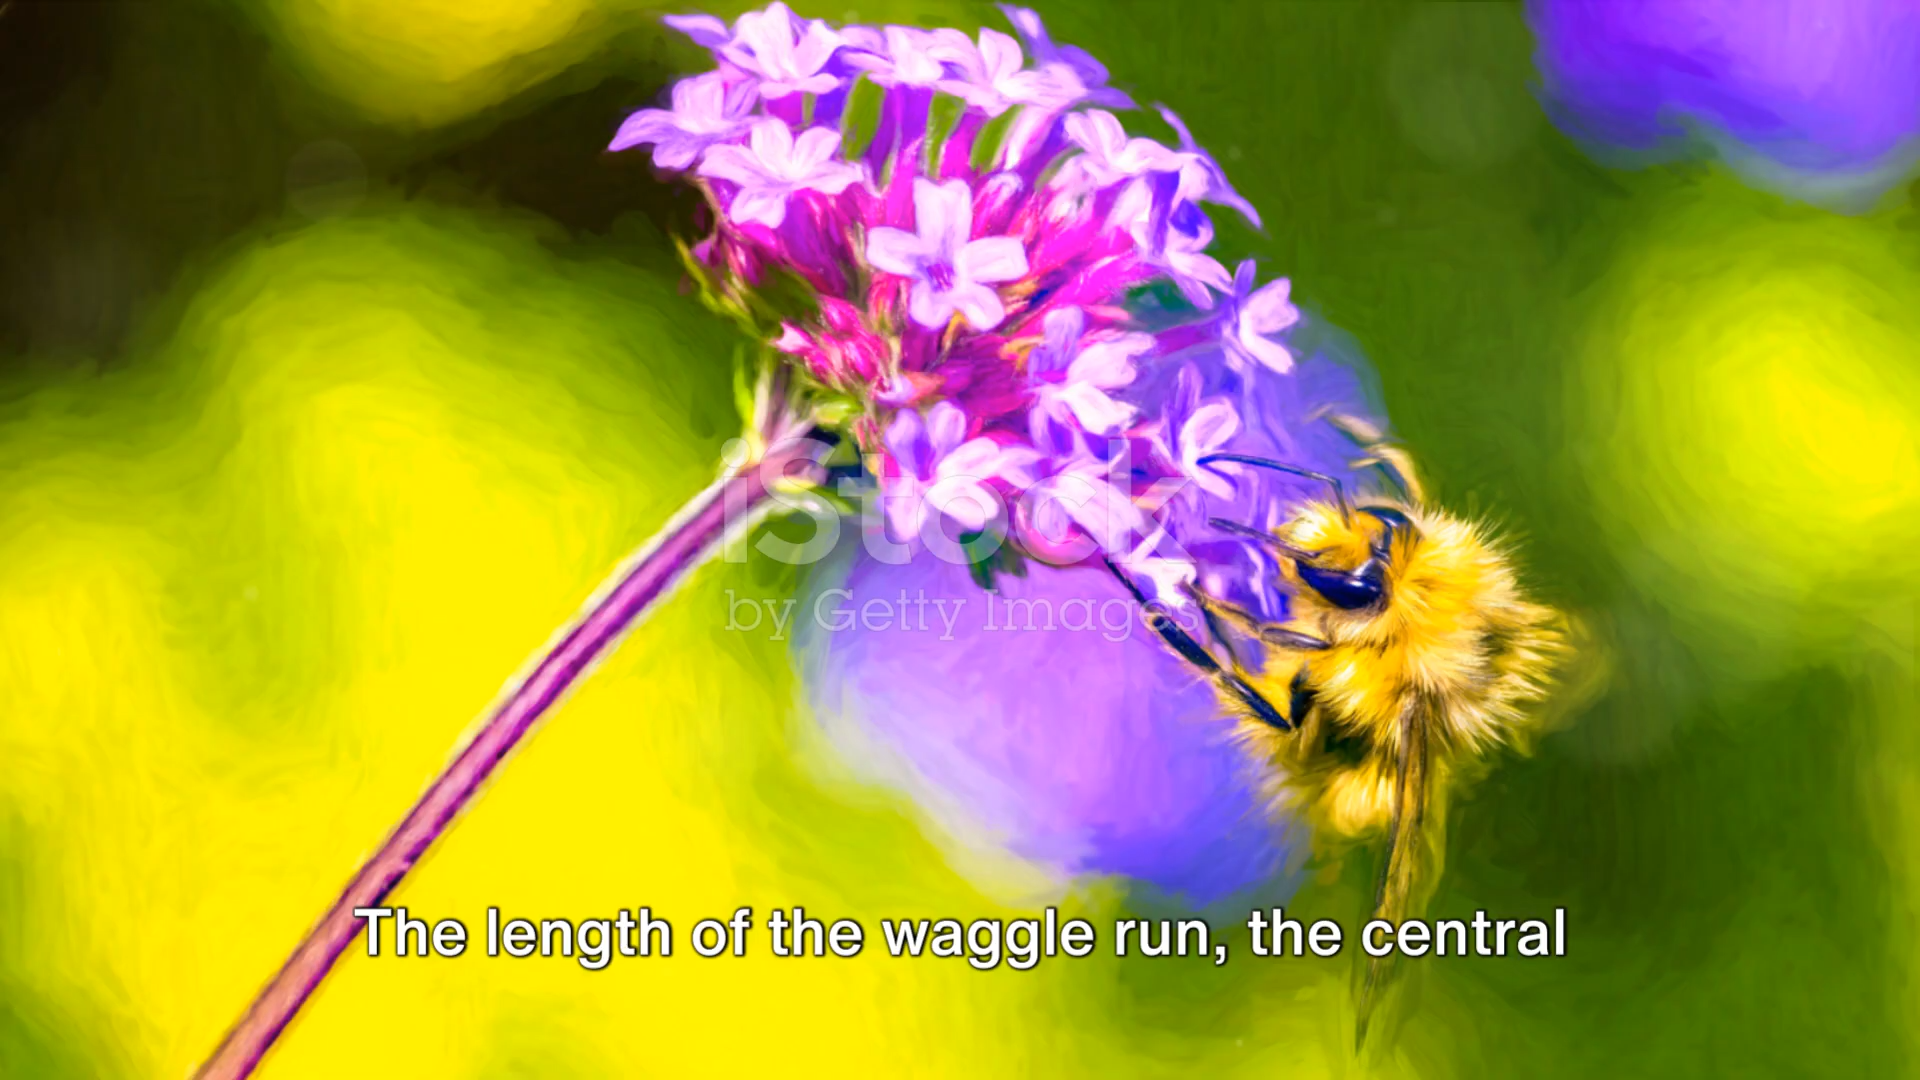 iStock
by Getty Images
The length of the waggle run, the central